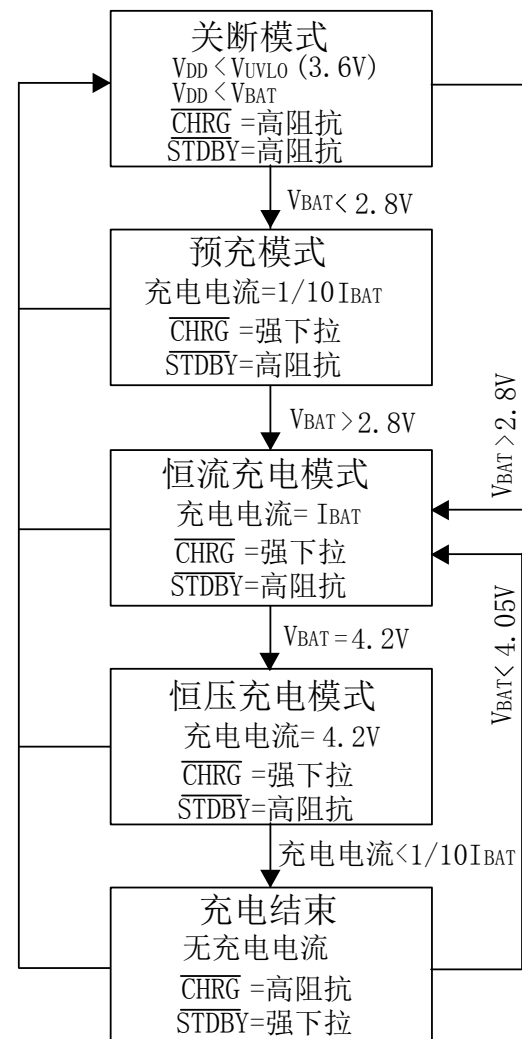 关断模式
VDD<VUVLO(3.6V)
VDD<VBAT
CHRG=高阻抗
STDBY=高阻抗
VBAT<2.8V
预充模式
充电电流=1/10IBAT
CHRG=强下拉
STDBY=高阻抗
VBAT>2.8V
VBAT>2.8V
恒流充电模式
充电电流=IBAT
CHRG=强下拉
STDBY=高阻抗
VBAT=4.2V
VBAT<4.05V
恒压充电模式
充电电流=4.2V
CHRG=强下拉
STDBY=高阻抗
充电电流<1/10IBAT
充电结束
无充电电流
CHRG=高阻抗
STDBY=强下拉